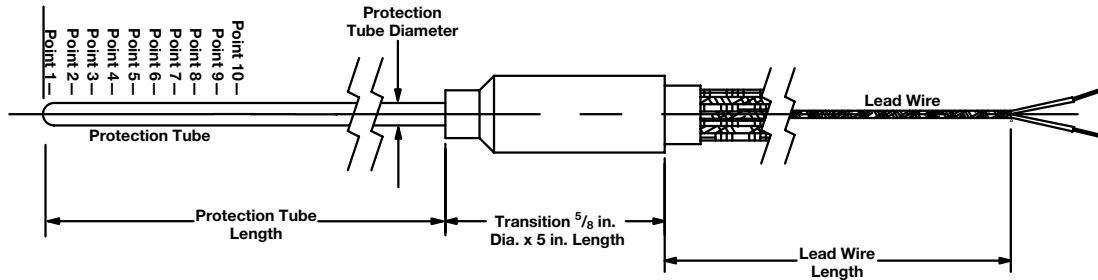 Point 1 –
Point 2 –
Point 3 –
Point 4 –
Point 5 –
Point 6 –
Point 7 –
Point 8 –
Point 9 –
Point 10 –
Protection
Tube Diameter
Protection Tube
Lead Wire
Protection Tube
Length
Transition 5/8 in.
Dia. x 5 in. Length
Lead Wire
Length